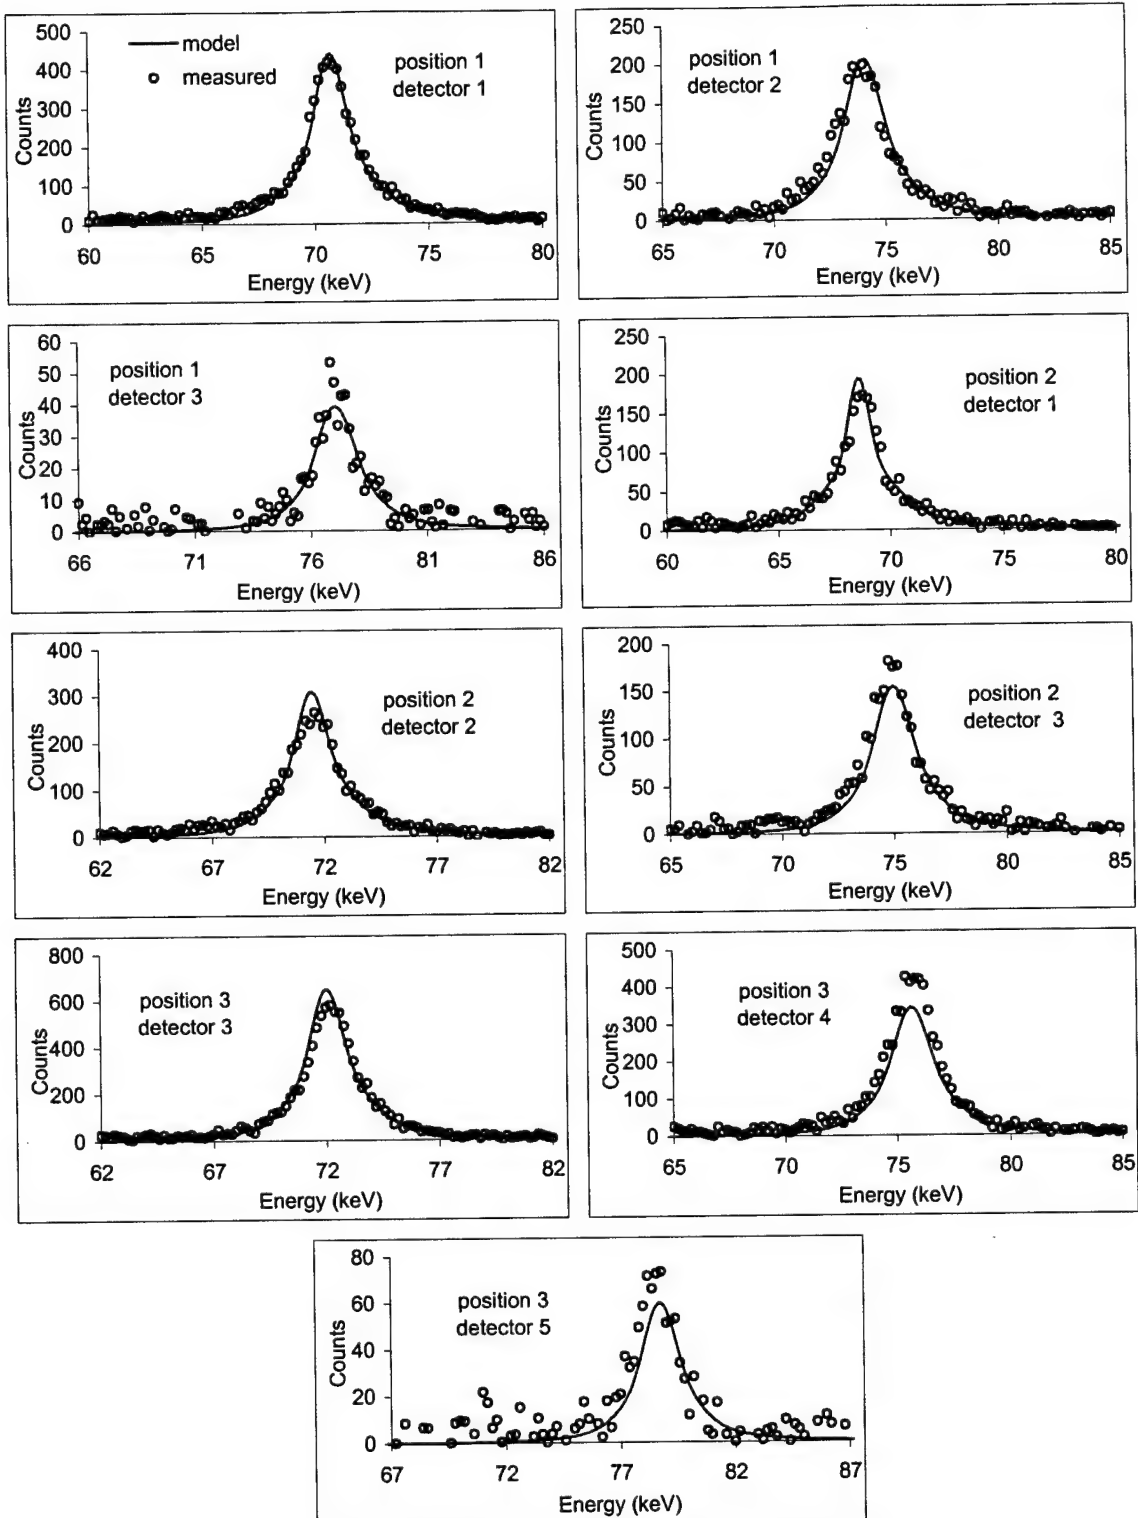 500
400
300
200
100
0
Counts
model
measured
position 1
detector 1
60 65 70 75 80
Energy (keV)
250
200
150
100
50
0
Counts
position 1
detector 2
65 70 75 80 85
Energy (keV)
60
50
40
30
20
10
0
Counts
position 1
detector 3
66 71 76 81 86
Energy (keV)
250
200
150
100
50
0
Counts
position 2
detector 1
60 65 70 75 80
Energy (keV)
400
300
200
100
0
Counts
position 2
detector 2
62 67 72 77 82
Energy (keV)
200
150
100
50
0
Counts
position 2
detector 3
65 70 75 80 85
Energy (keV)
800
600
400
200
0
Counts
position 3
detector 3
62 67 72 77 82
Energy (keV)
500
400
300
200
100
0
Counts
position 3
detector 4
65 70 75 80 85
Energy (keV)
80
60
40
20
0
Counts
position 3
detector 5
67 72 77 82 87
Energy (keV)